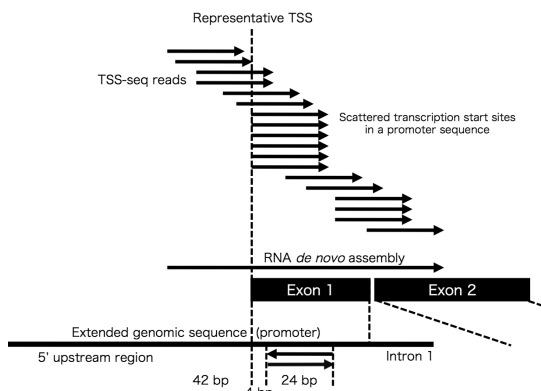 Representative TSS
TSS-seq reads
Scattered transcription start sites
in a promoter sequence
RNA de novo assembly
Exon 1
Exon 2
Extended genomic sequence (promoter)
5' upstream region
Intron 1
42 bp
24 bp
4 bp